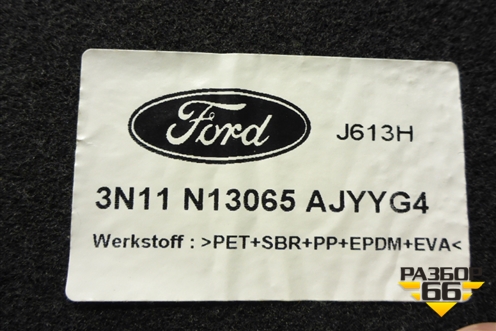 Ford
J613H
3N11 N13065 AJYYG4
Werkstoff : >PET+SBR+PP+EPDM+EVA<
РАЗБОР
66